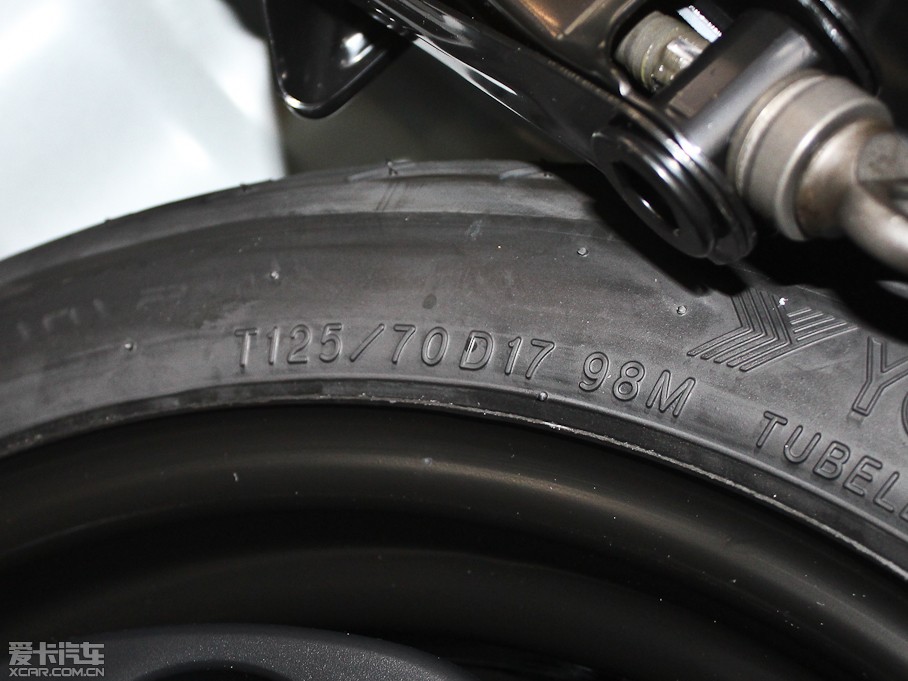 T125/70D17 98M
Y
TUBEL
爱卡汽车
XCAR.COM.CN